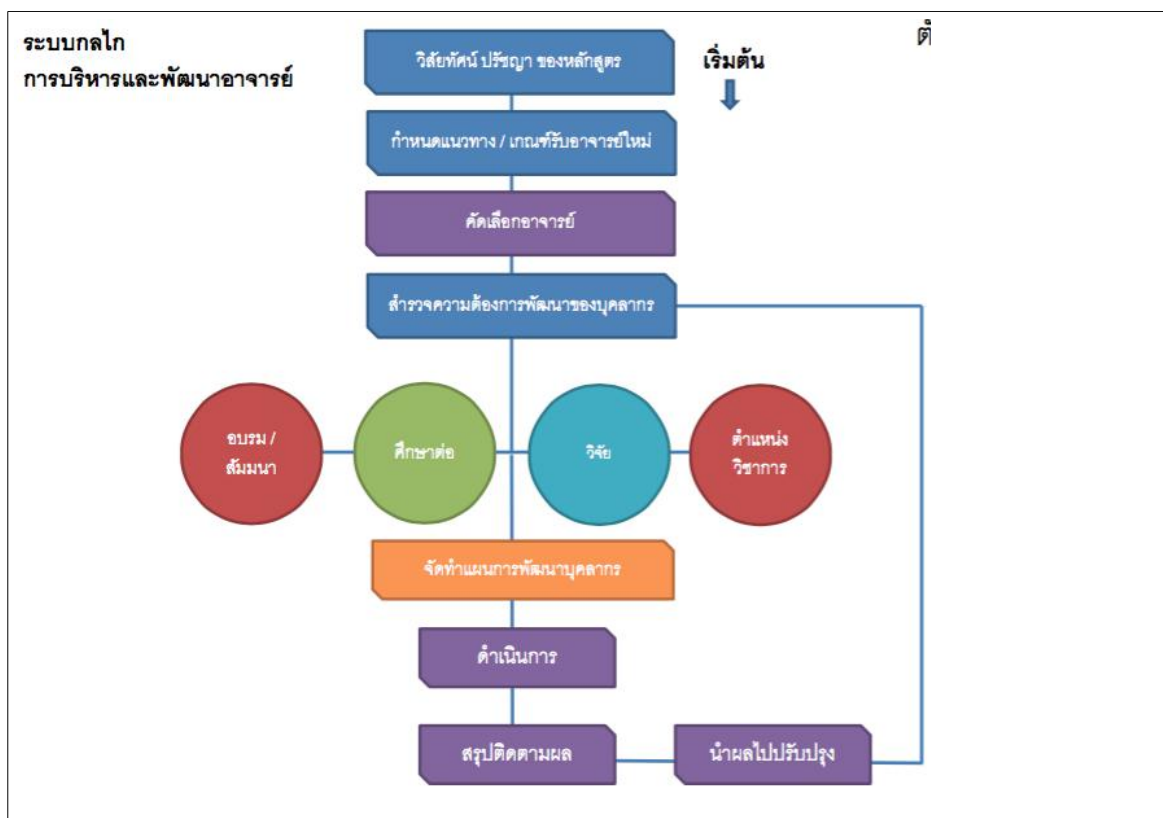 ระบบกลไก
การบริหารและพัฒนาอาจารย์
วิสัยทัศน์ ปรัชญา ของหลักสูตร
เริ่มต้น
กำหนดแนวทาง / เกณฑ์รับอาจารย์ใหม่
คัดเลือกอาจารย์
สำรวจความต้องการพัฒนาของบุคลากร
อบรม /
สัมมนา
ศึกษาต่อ
วิจัย
ตำแหน่ง
วิชาการ
จัดทำแผนการพัฒนาบุคลากร
ดำเนินการ
สรุปติดตามผล
นำผลไปปรับปรุง